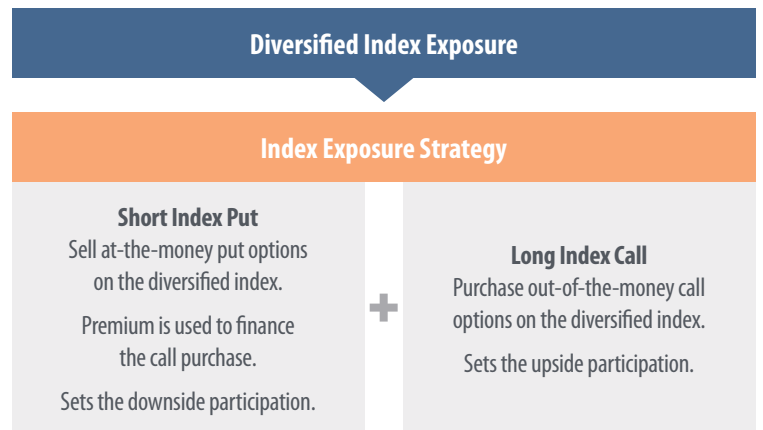 Diversified Index Exposure
Index Exposure Strategy
Short Index Put
Sell at-the-money put options
on the diversified index.
Premium is used to finance
the call purchase.
Sets the downside participation.
+
Long Index Call
Purchase out-of-the-money call
options on the diversified index.
Sets the upside participation.